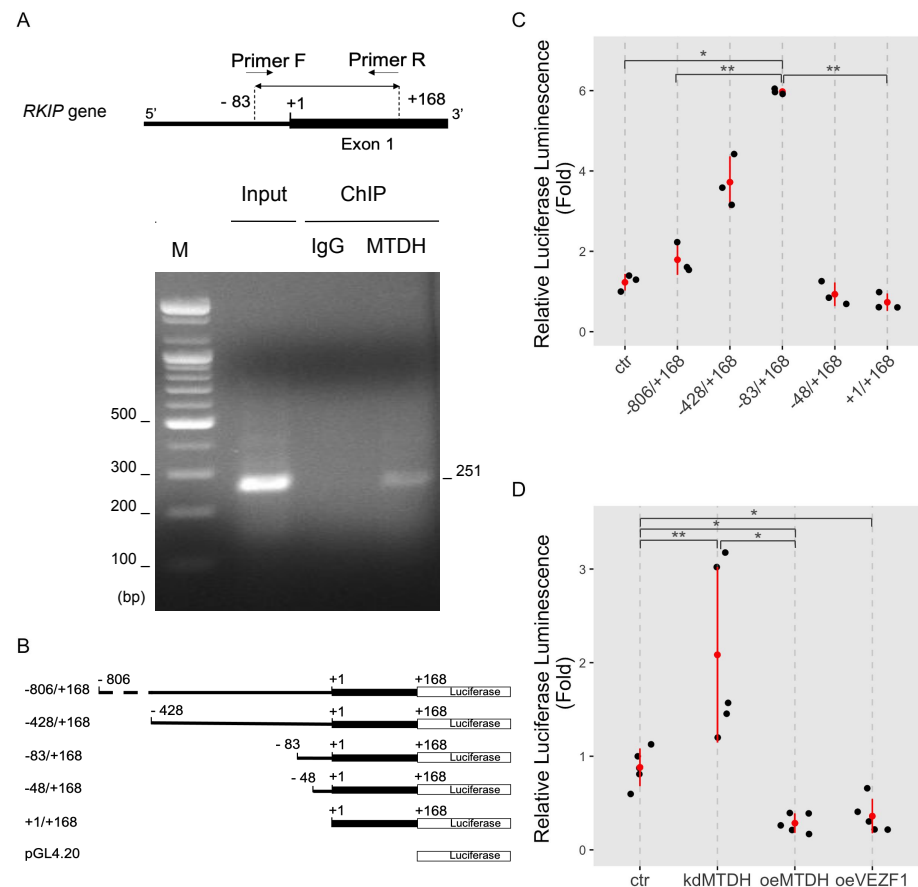 A
Primer F
Primer R
- 83
+1
+168
RKIP gene
5'
3'
Exon 1
Input
ChIP
M
IgG
MTDH
500
300
200
100
(bp)
251
B
-806/+168
- 806
+1
+168
Luciferase
-428/+168
- 428
+1
+168
Luciferase
-83/+168
- 83
+1
+168
Luciferase
-48/+168
- 48
+1
+168
Luciferase
+1/+168
+1
+168
Luciferase
pGL4.20
Luciferase
C
Relative Luciferase Luminescence
(Fold)
6
4
2
0
*
**
**
ctr
-806/+168
-428/+168
-83/+168
-48/+168
+1/+168
D
Relative Luciferase Luminescence
(Fold)
3
2
1
0
*
*
**
*
ctr
kdMTDH
oeMTDH
oeVEZF1